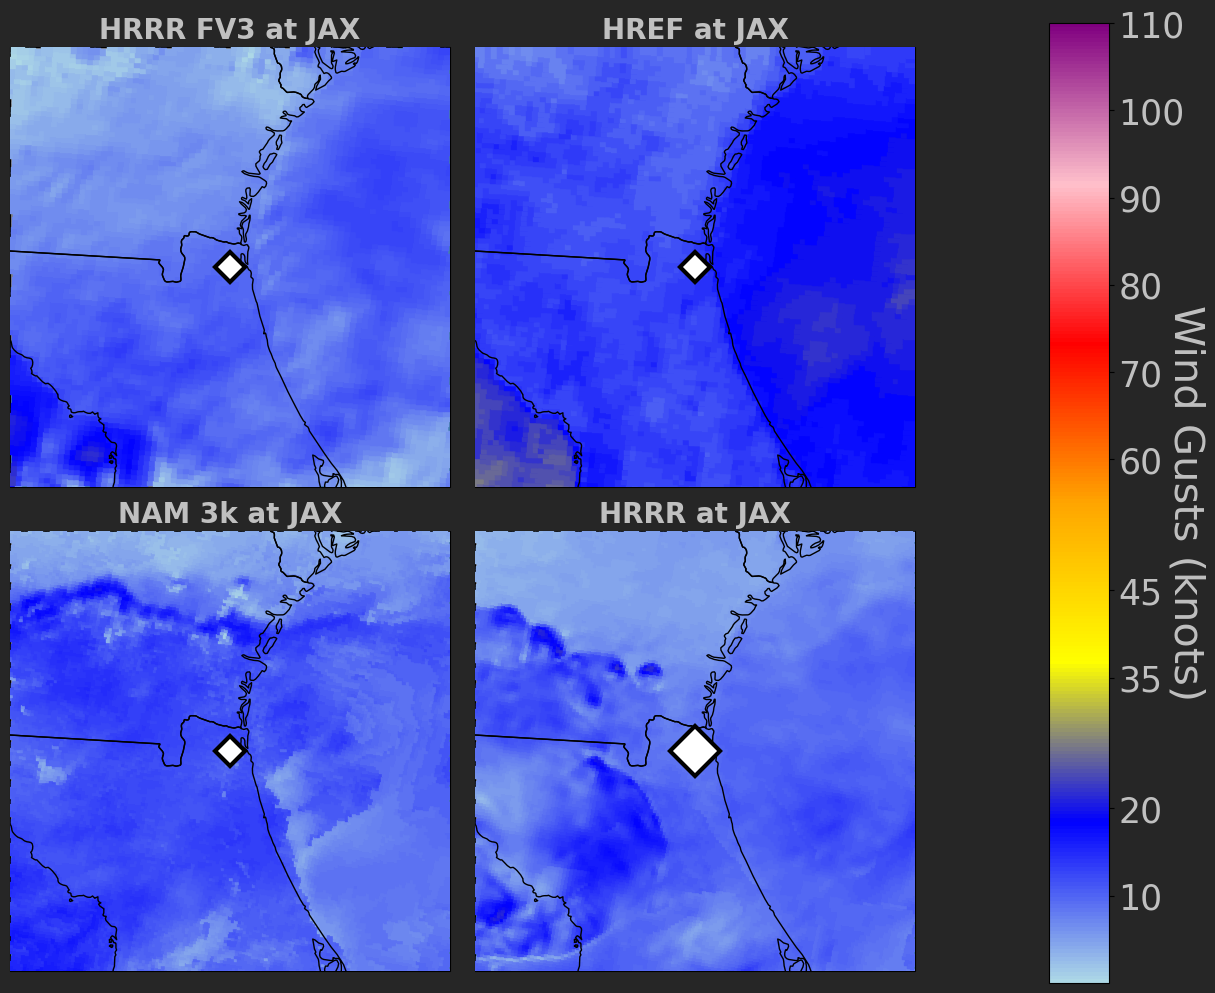 HRRR FV3 at JAX
HREF at JAX
NAM 3k at JAX
HRRR at JAX
110
100
90
80
70
60
45
35
20
10
Wind Gusts (knots)